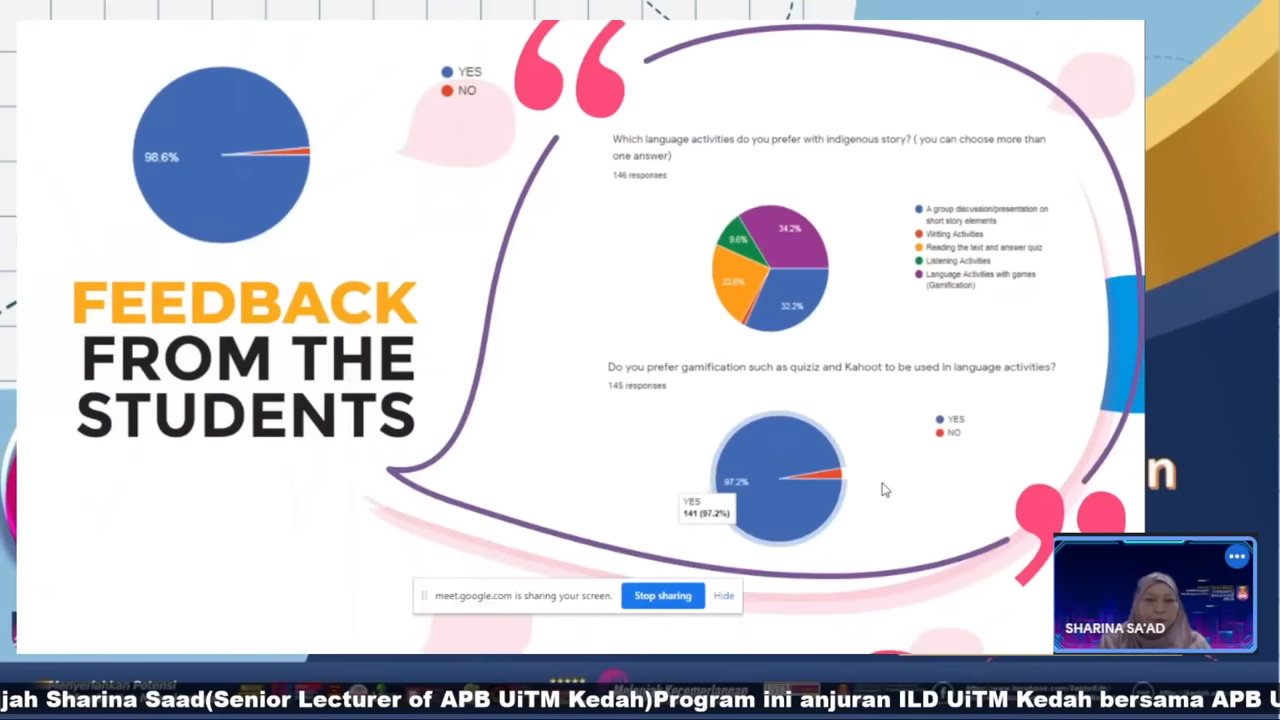 YES
NO
98.6%
FEEDBACK
FROM THE
STUDENTS
Which language activities do you prefer with indigenous story? ( you can choose more than
one answer)
146 responses
34.2%
9.6%
22.6%
32.2%
A group discussion/presentation on
short story elements
Writing Activities
Reading the text and answer quiz
Listening Activities
Language Activities with games
(Gamification)
Do you prefer gamification such as quiziz and Kahoot to be used in language activities?
145 responses
97.2%
YES
141 (97.2%)
YES
NO
n
meet.google.com is sharing your screen.
Stop sharing
Hide
SHARINA SA'AD
Menyerlahkan Potensi
jah Sharina Saad(Senior Lecturer of APB UiTM Kedah)Program ini anjuran ILD UiTM Kedah bersama APB U